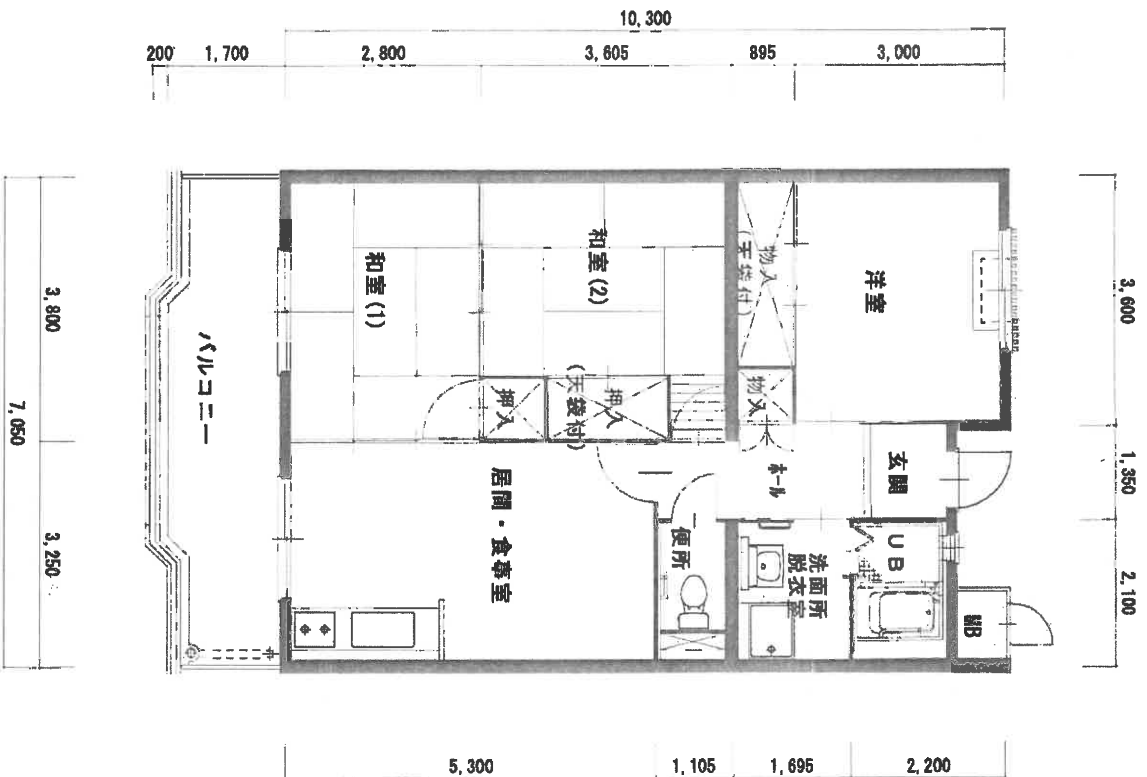 10,300
200
1,700
2,800
3,605
895
3,000
3,800
3,250
7,050
3,600
1,350
2,100
5,300
1,105
1,695
2,200
バルコニー
和室(1)
和室(2)
物入
(天袋付)
洋室
押入
押入
(天袋付)
物入
ホール
玄関
居間・食事室
便所
洗面所
脱衣室
UB
MB